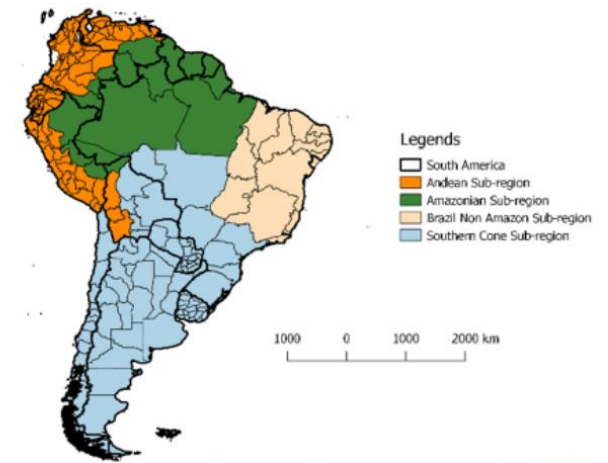 Legends
South America
Andean Sub-region
Amazonian Sub-region
Brazil Non Amazon Sub-region
Southern Cone Sub-region
1000 0 1000 2000 km